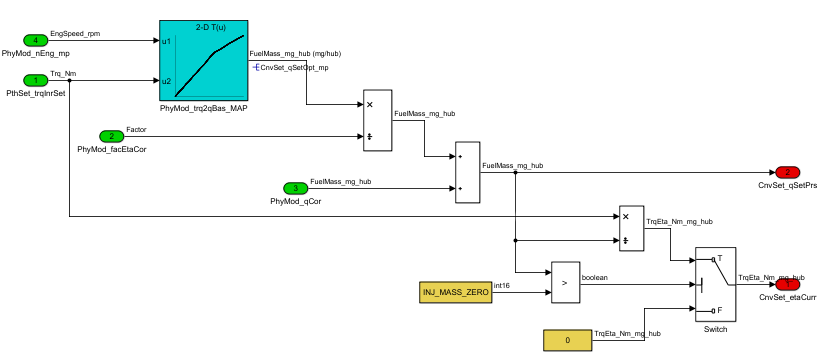 2-D T(u)
EngSpeed_rpm
4
u1
PhyMod_nEng_mp
FuelMass_mg_hub (mg/hub)
CnvSet_qSetOpt_mp
Trq_Nm
1
u2
PthSet_trqInrSet
PhyMod_trq2qBas_MAP
×
FuelMass_mg_hub
Factor
2
÷
PhyMod_facEtaCor
+
FuelMass_mg_hub
2
CnvSet_qSetPrs
FuelMass_mg_hub
3
+
PhyMod_qCor
×
TrqEta_Nm_mg_hub
÷
T
>
boolean
TrqEta_Nm_mg_hub
1
CnvSet_etaCurr
INJ_MASS_ZERO
int16
F
Switch
0
TrqEta_Nm_mg_hub